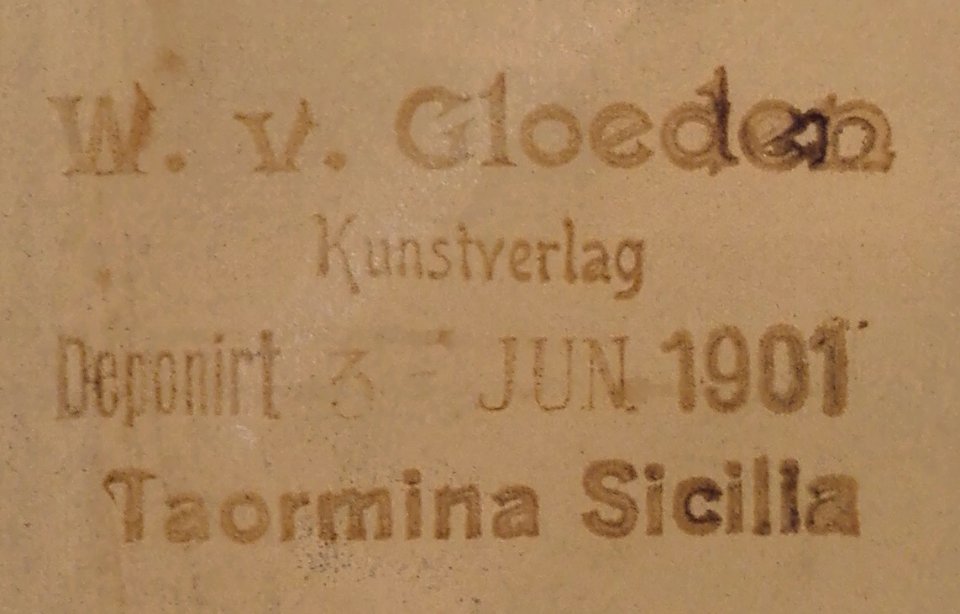 W. v. Gloeden
Kunstverlag
Deponirt 3 - JUN 1901
Taormina Sicilia